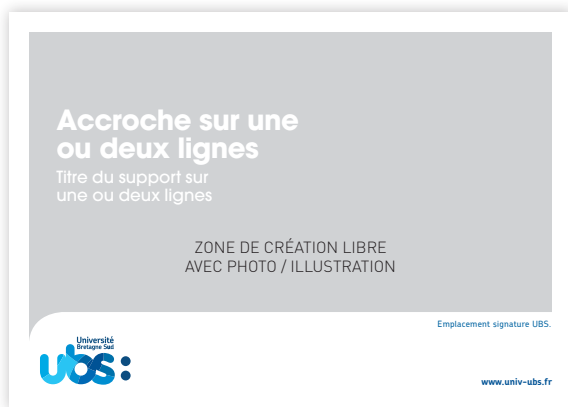 Accroche sur une
ou deux lignes
Titre du support sur
une ou deux lignes
ZONE DE CRÉATION LIBRE
AVEC PHOTO / ILLUSTRATION
Emplacement signature UBS.
Université
Bretagne Sud
ubs:
www.univ-ubs.fr